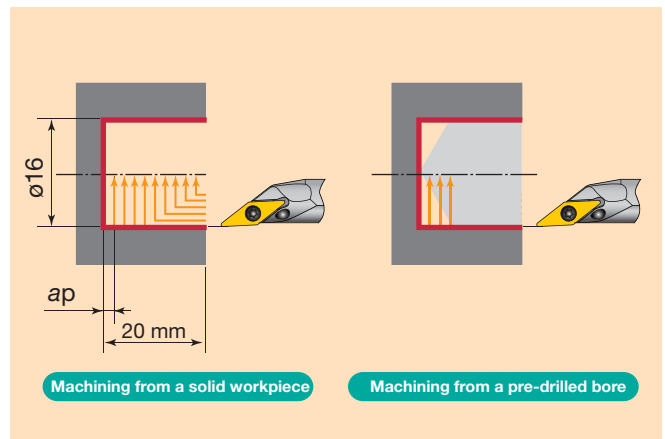 ø16
ap
20 mm
Machining from a solid workpiece
Machining from a pre-drilled bore